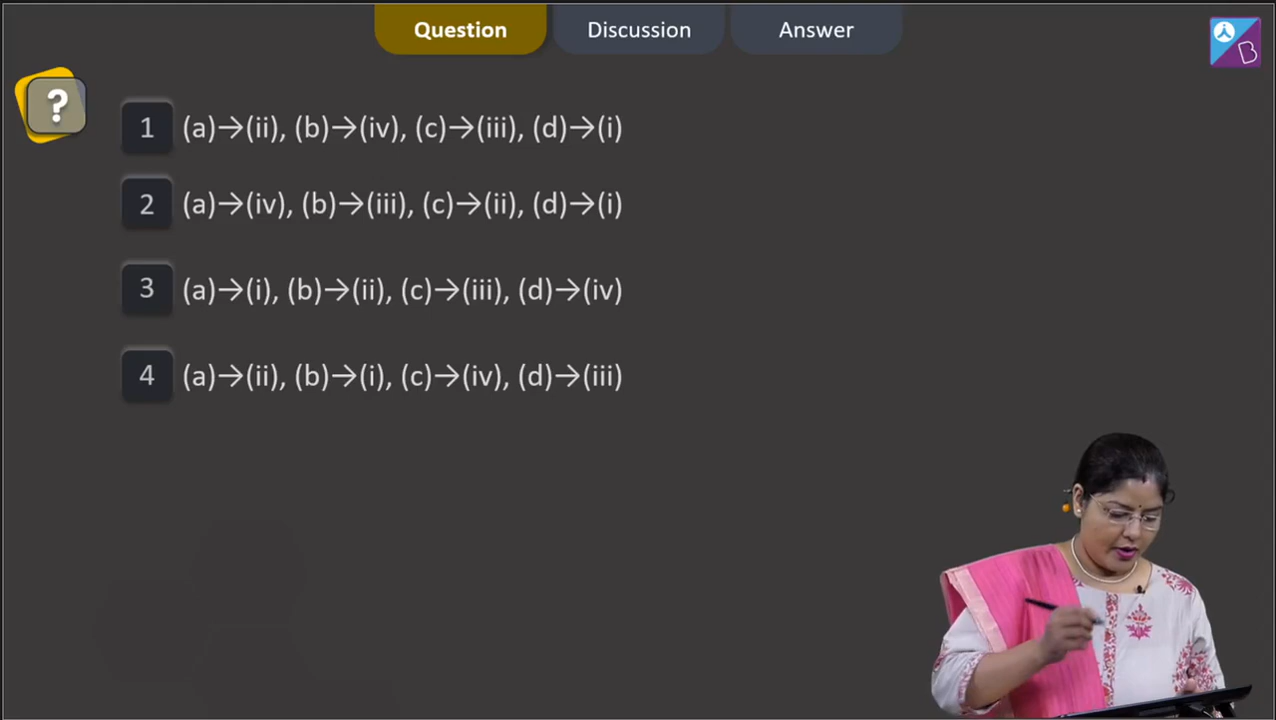 Question Discussion Answer
?
1 (a)→(ii), (b)→(iv), (c)→(iii), (d)→(i)
2 (a)→(iv), (b)→(iii), (c)→(ii), (d)→(i)
3 (a)→(i), (b)→(ii), (c)→(iii), (d)→(iv)
4 (a)→(ii), (b)→(i), (c)→(iv), (d)→(iii)
B